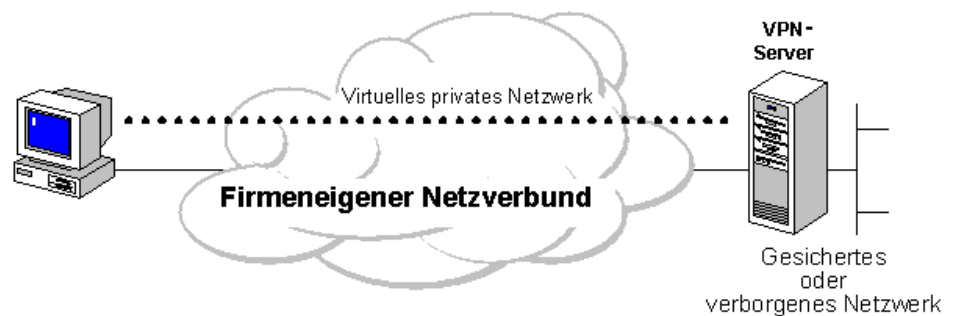 VPN-
Server
Virtuelles privates Netzwerk
Firmeneigener Netzverbund
Gesichertes
oder
verborgenes Netzwerk